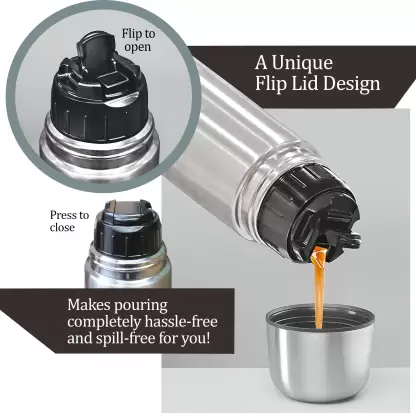 Flip to
open
A Unique
Flip Lid Design
Press to
close
Makes pouring
completely hassle-free
and spill-free for you!